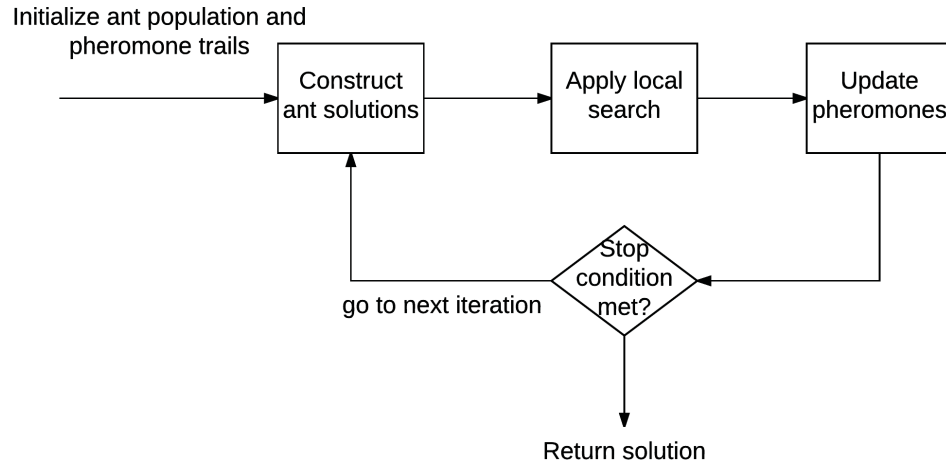 Initialize ant population and
pheromone trails
Construct
ant solutions
Apply local
search
Update
pheromones
Stop
condition
met?
go to next iteration
Return solution